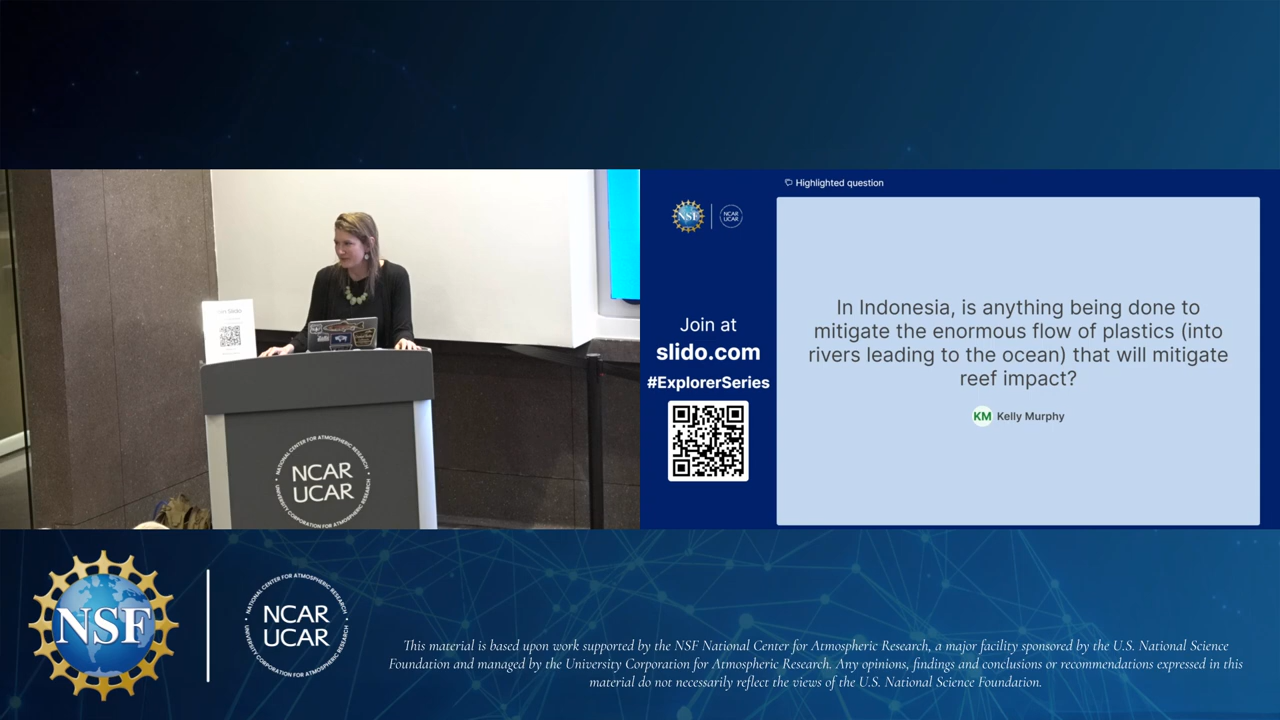 Highlighted question
NSF
NCAR
UCAR
Join at
slido.com
#ExplorerSeries
In Indonesia, is anything being done to
mitigate the enormous flow of plastics (into
rivers leading to the ocean) that will mitigate
reef impact?
KM Kelly Murphy
Slido
NATIONAL CENTER FOR ATMOSPHERIC RESEARCH
NCAR
UCAR
UNIVERSITY CORPORATION FOR ATMOSPHERIC RESEARCH
NSF
NATIONAL CENTER FOR ATMOSPHERIC RESEARCH
NCAR
UCAR
UNIVERSITY CORPORATION FOR ATMOSPHERIC RESEARCH
This material is based upon work supported by the NSF National Center for Atmospheric Research, a major facility sponsored by the U.S. National Science
Foundation and managed by the University Corporation for Atmospheric Research. Any opinions, findings and conclusions or recommendations expressed in this
material do not necessarily reflect the views of the U.S. National Science Foundation.